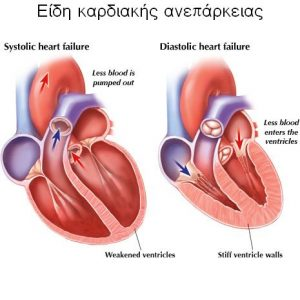 Είδη καρδιακής ανεπάρκειας
Systolic heart failure
Diastolic heart failure
Less blood is
pumped out
Less blood
enters the
ventricles
Weakened ventricles
Stiff ventricle walls